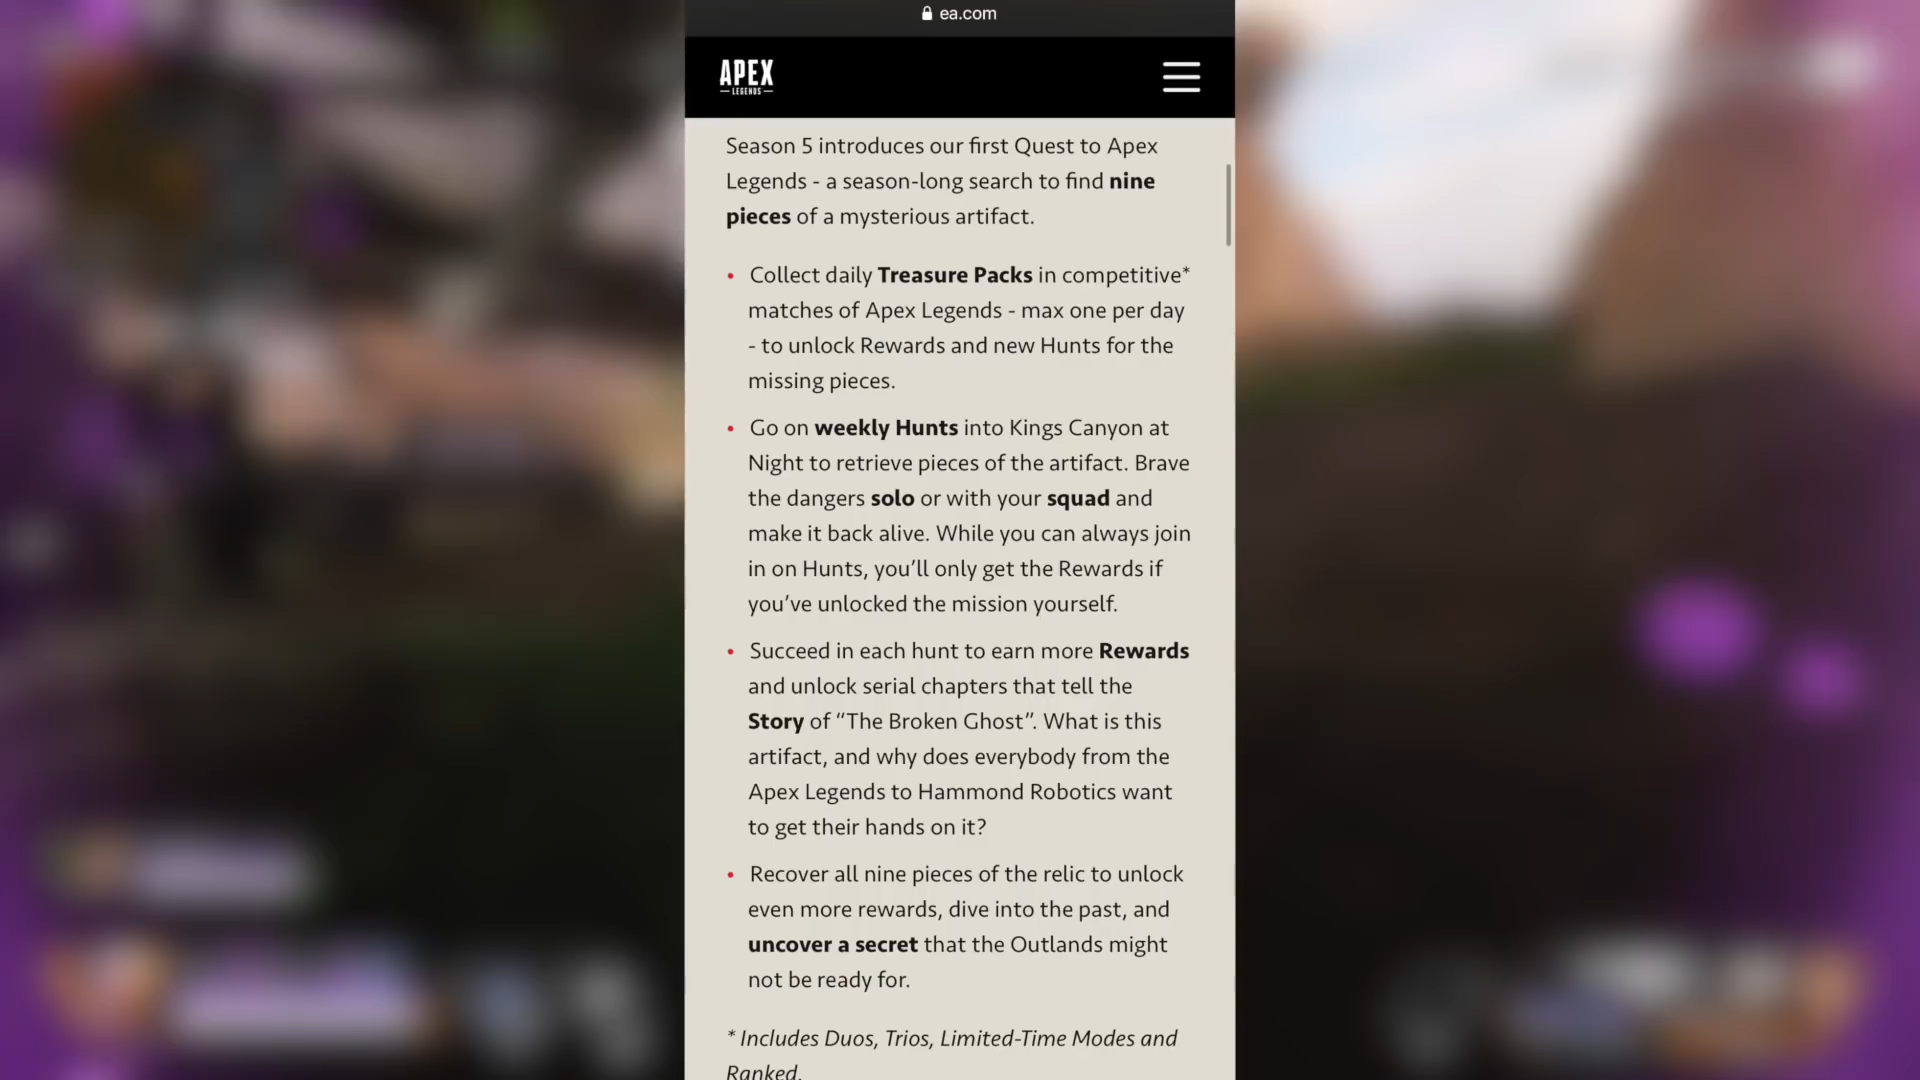 ea.com
APEX
LEGENDS
Season 5 introduces our first Quest to Apex
Legends - a season-long search to find nine
pieces of a mysterious artifact.
• Collect daily Treasure Packs in competitive*
matches of Apex Legends - max one per day
- to unlock Rewards and new Hunts for the
missing pieces.
• Go on weekly Hunts into Kings Canyon at
Night to retrieve pieces of the artifact. Brave
the dangers solo or with your squad and
make it back alive. While you can always join
in on Hunts, you’ll only get the Rewards if
you’ve unlocked the mission yourself.
• Succeed in each hunt to earn more Rewards
and unlock serial chapters that tell the
Story of “The Broken Ghost”. What is this
artifact, and why does everybody from the
Apex Legends to Hammond Robotics want
to get their hands on it?
• Recover all nine pieces of the relic to unlock
even more rewards, dive into the past, and
uncover a secret that the Outlands might
not be ready for.
* Includes Duos, Trios, Limited-Time Modes and
Ranked.